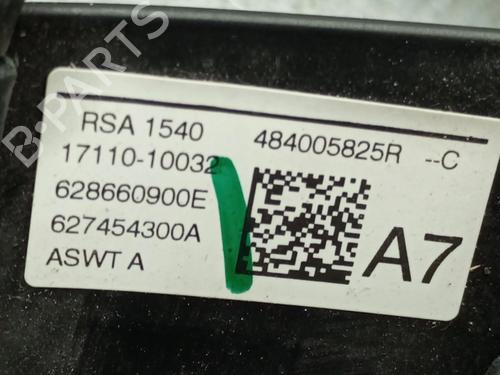 B-PARTS
RSA 1540
484005825R --C
17110-10032
628660900E
627454300A
ASWT A
A7